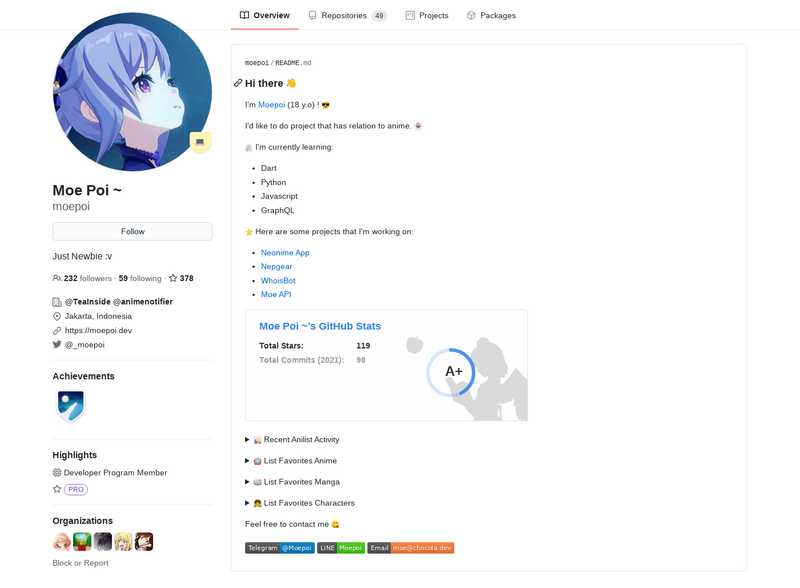 Overview
Repositories 49
Projects
Packages
Moe Poi ~
moepoi
Follow
Just Newbie :v
232 followers · 59 following · 378
@TeaInside @animenotifier
Jakarta, Indonesia
https://moepoi.dev
@_moepoi
Achievements
Highlights
Developer Program Member
PRO
Organizations
Block or Report
moepoi/README.md
Hi there 👋
I'm Moepoi (18 y.o) ! 😎
I'd like to do project that has relation to anime.
I'm currently learning:
Dart
Python
Javascript
GraphQL
⭐ Here are some projects that I'm working on:
Neonime App
Nepgear
WhoisBot
Moe API
Moe Poi ~'s GitHub Stats
Total Stars: 119
Total Commits (2021): 98
A+
Recent Anilist Activity
List Favorites Anime
List Favorites Manga
List Favorites Characters
Feel free to contact me 😋
Telegram @Moepoi LINE Moepoi Email moe@chocola.dev